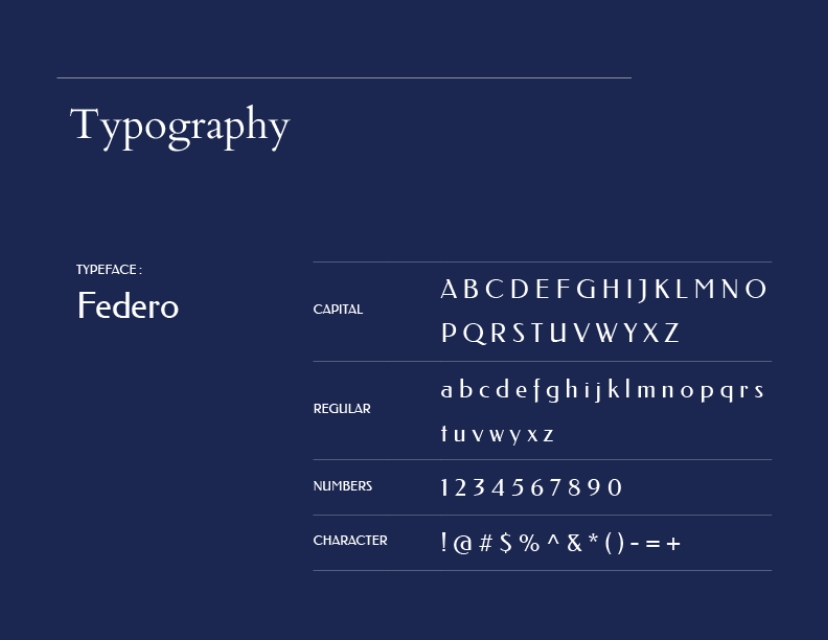 Typography
TYPEFACE :
Federo
CAPITAL
A B C D E F G H I J K L M N O
P Q R S T U V W Y X Z
REGULAR
a b c d e f g h i j k l m n o p q r s
t u v w y x z
NUMBERS
1 2 3 4 5 6 7 8 9 0
CHARACTER
! @ # $ % ^ & * ( ) - = +